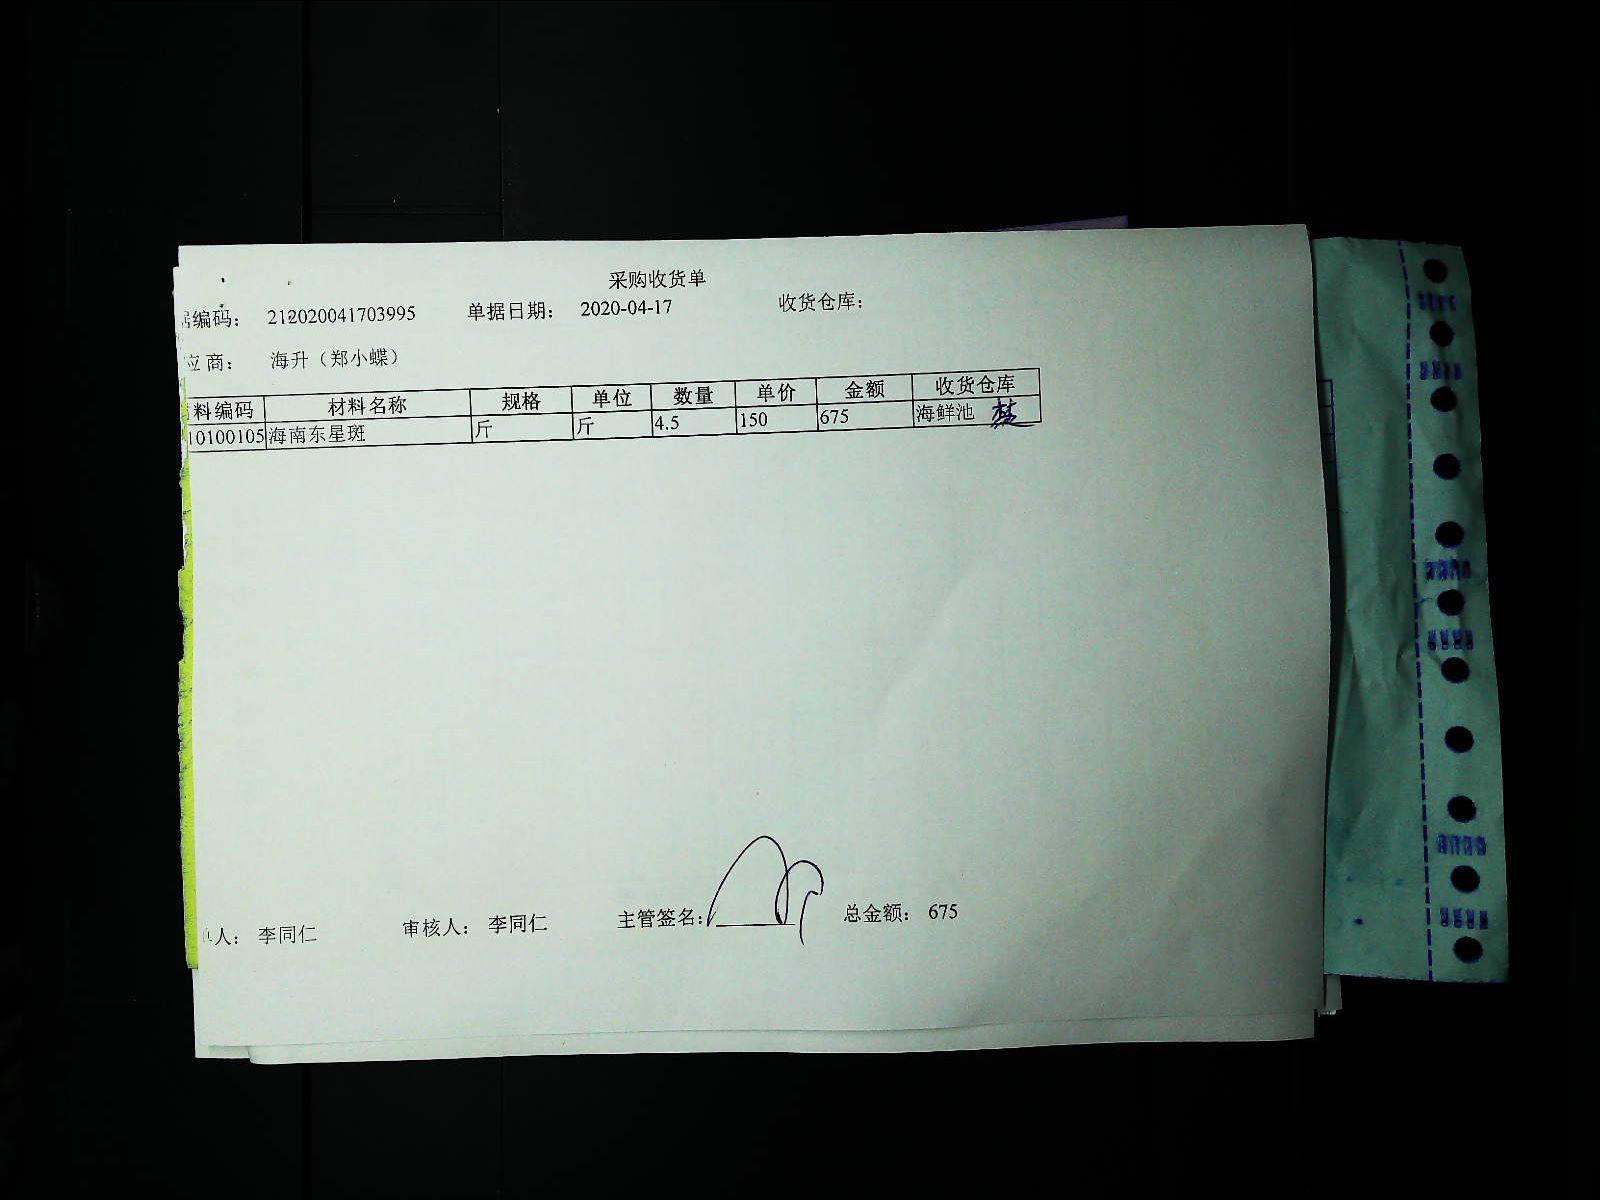 采购收货单
编码： 212020041703995 单据日期： 2020-04-17 收货仓库：
应商： 海升（郑小蝶）
料编码 材料名称 规格 单位 数量 单价 金额 收货仓库
10100105 海南东星斑 斤 斤 4.5 150 675 海鲜池
人： 李同仁 审核人： 李同仁 主管签名： 总金额： 675